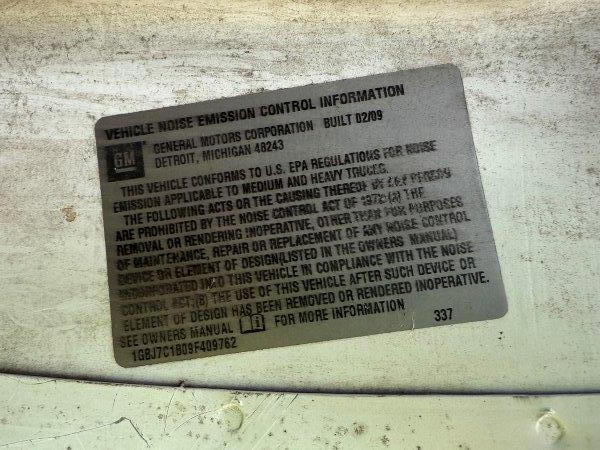 VEHICLE NOISE EMISSION CONTROL INFORMATION
GM
GENERAL MOTORS CORPORATION BUILT 02/09
DETROIT, MICHIGAN 48243
THIS VEHICLE CONFORMS TO U.S. EPA REGULATIONS FOR NOISE
EMISSION APPLICABLE TO MEDIUM AND HEAVY TRUCKS.
THE FOLLOWING ACTS OR THE CAUSING THEREOF BY ANY PERSON
ARE PROHIBITED BY THE NOISE CONTROL ACT OF 1972:(A) THE
REMOVAL OR RENDERING INOPERATIVE, OTHER THAN FOR PURPOSES
OF MAINTENANCE, REPAIR OR REPLACEMENT OF ANY NOISE CONTROL
DEVICE OR ELEMENT OF DESIGN(LISTED IN THE OWNERS MANUAL)
INCORPORATED INTO THIS VEHICLE IN COMPLIANCE WITH THE NOISE
CONTROL ACT;(B) THE USE OF THIS VEHICLE AFTER SUCH DEVICE OR
ELEMENT OF DESIGN HAS BEEN REMOVED OR RENDERED INOPERATIVE.
SEE OWNERS MANUAL FOR MORE INFORMATION
1GBJ7C1B09F409762 337